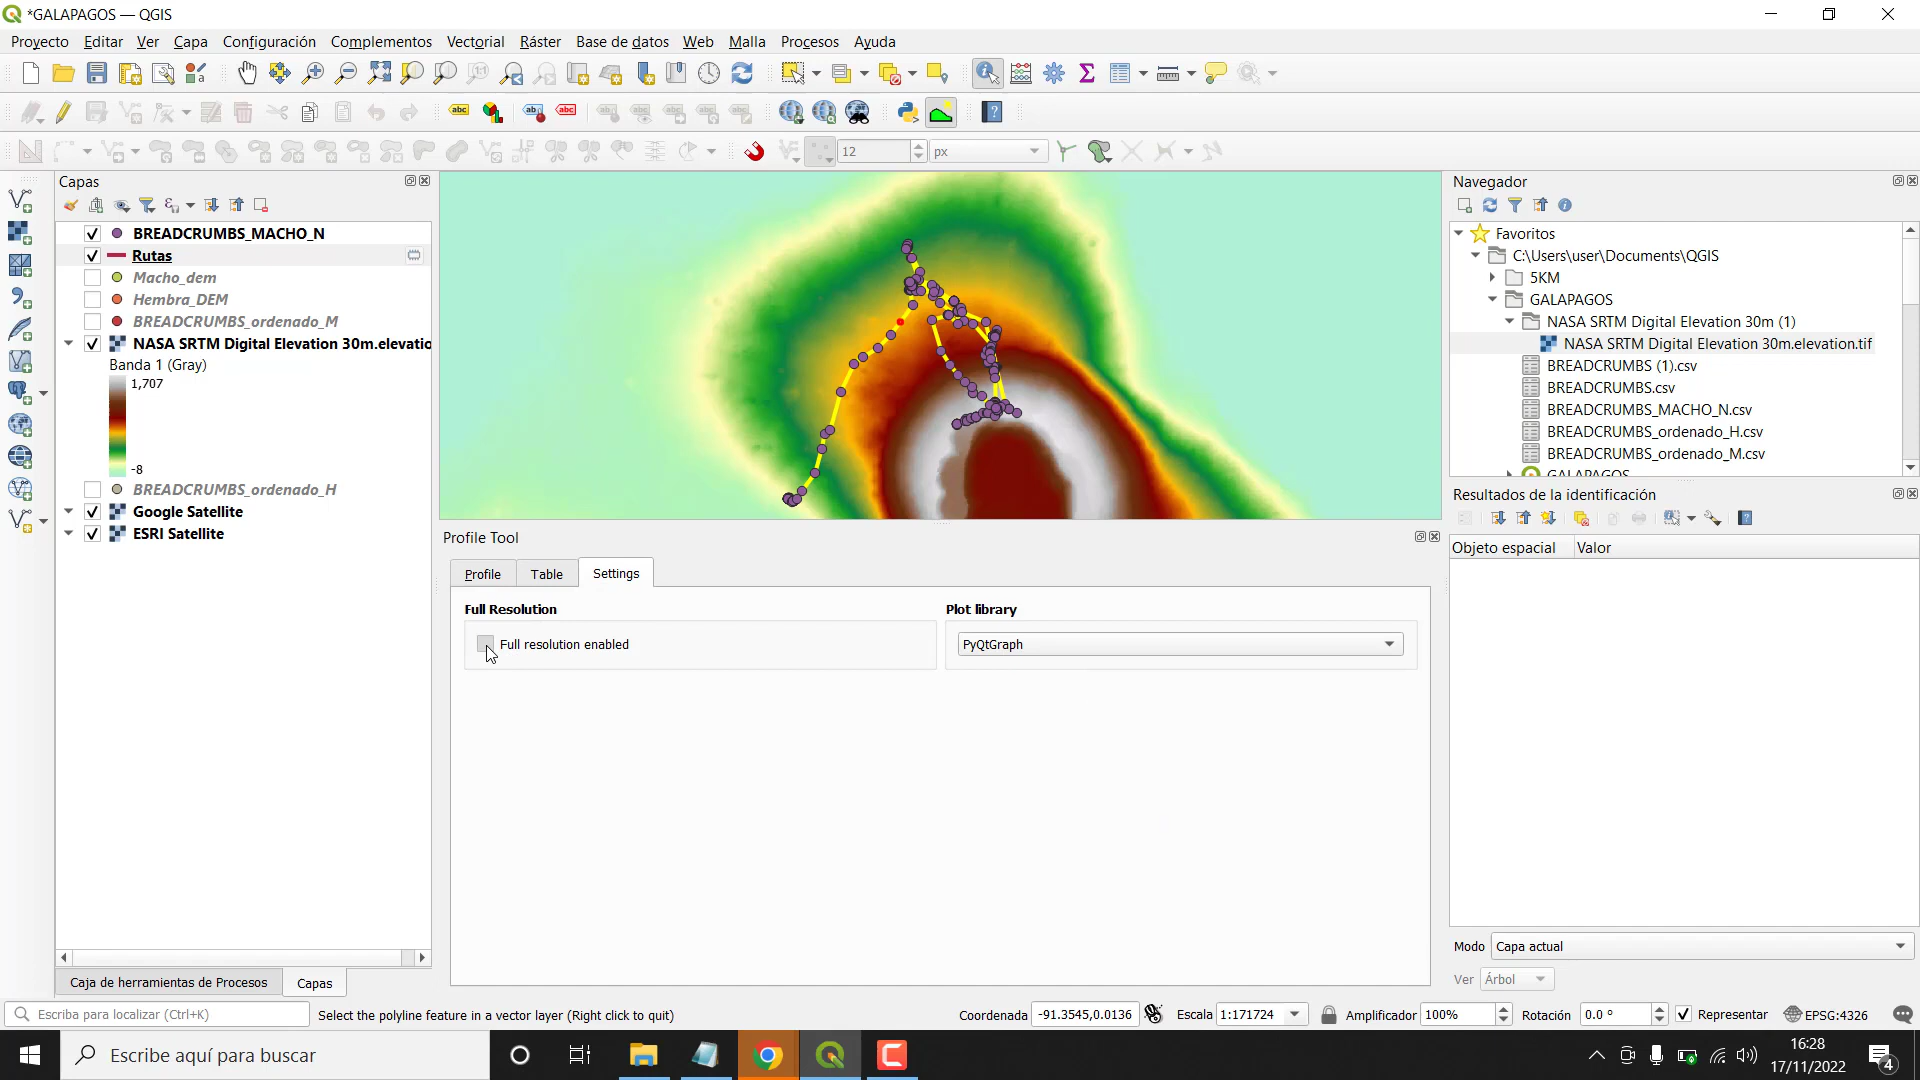 *GALAPAGOS — QGIS
Proyecto Editar Ver Capa Configuración Complementos Vectorial Ráster Base de datos Web Malla Procesos Ayuda
abc ab abc
12 px
Capas
BREADCRUMBS_MACHO_N
Rutas
Macho_dem
Hembra_DEM
BREADCRUMBS_ordenado_M
NASA SRTM Digital Elevation 30m.elevatio
Banda 1 (Gray)
1,707
-8
BREADCRUMBS_ordenado_H
Google Satellite
ESRI Satellite
Caja de herramientas de Procesos Capas
Profile Tool
Profile Table Settings
Full Resolution
Full resolution enabled
Plot library
PyQtGraph
Navegador
Favoritos
C:\Users\user\Documents\QGIS
5KM
GALAPAGOS
NASA SRTM Digital Elevation 30m (1)
NASA SRTM Digital Elevation 30m.elevation.tif
BREADCRUMBS (1).csv
BREADCRUMBS.csv
BREADCRUMBS_MACHO_N.csv
BREADCRUMBS_ordenado_H.csv
BREADCRUMBS_ordenado_M.csv
GALAPAGOS
Resultados de la identificación
Objeto espacial Valor
Modo Capa actual
Ver Árbol
Escriba para localizar (Ctrl+K) Select the polyline feature in a vector layer (Right click to quit) Coordenada -91.3545,0.0136 Escala 1:171724 Amplificador 100% Rotación 0.0 ° Representar EPSG:4326
Escribe aquí para buscar
16:28
17/11/2022
4